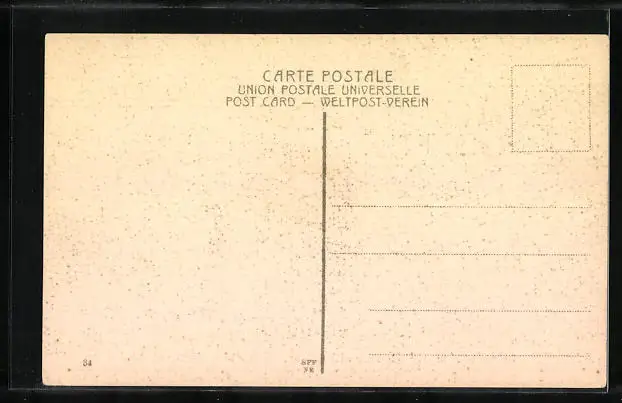 CARTE POSTALE
UNION POSTALE UNIVERSELLE
POST CARD — WELTPOST-VEREIN
84